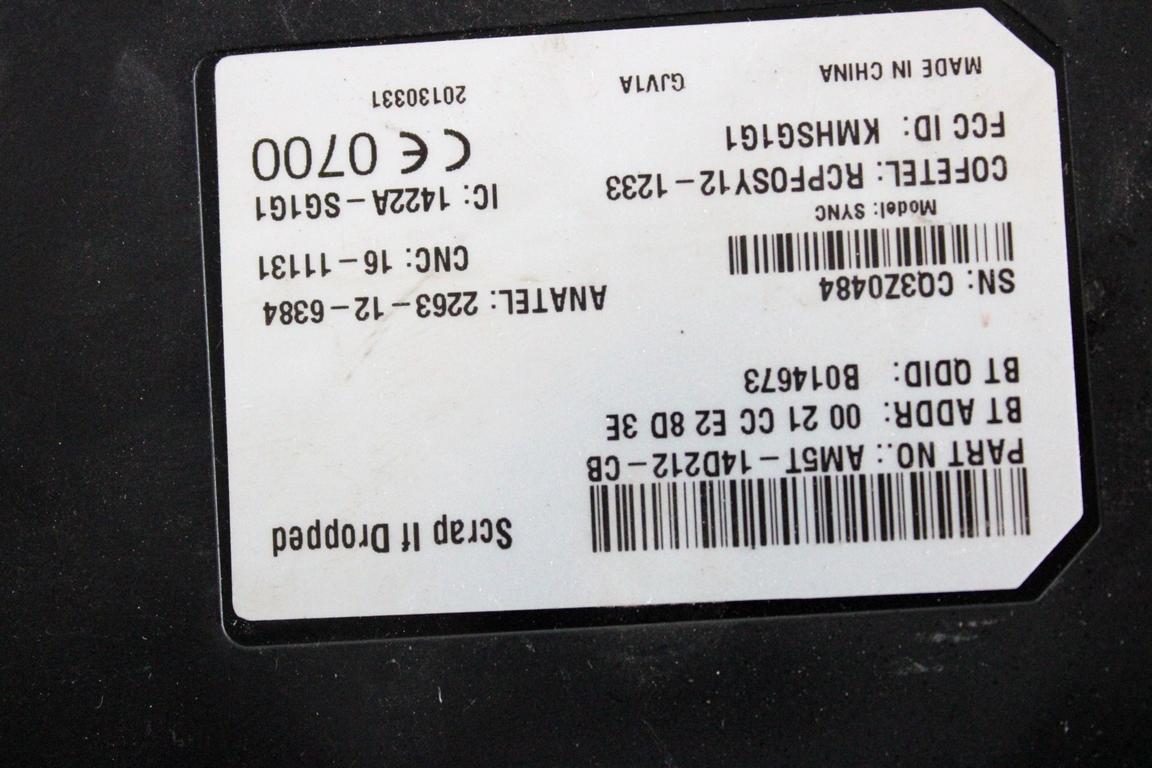 Scrap If Dropped
PART NO.: AM5T-14D212-CB
BT ADDR: 00 21 CC E2 8D 3E
BT QDID: B014673
SN: CQ3Z0484
ANATEL: 2263-12-6384
CNC: 16-11131
Model: SYNC
COFETEL: RCPFOSY12-1233
IC: 1422A-SG1G1
FCC ID: KMHSG1G1
CE 0700
MADE IN CHINA
GJV1A
20130331